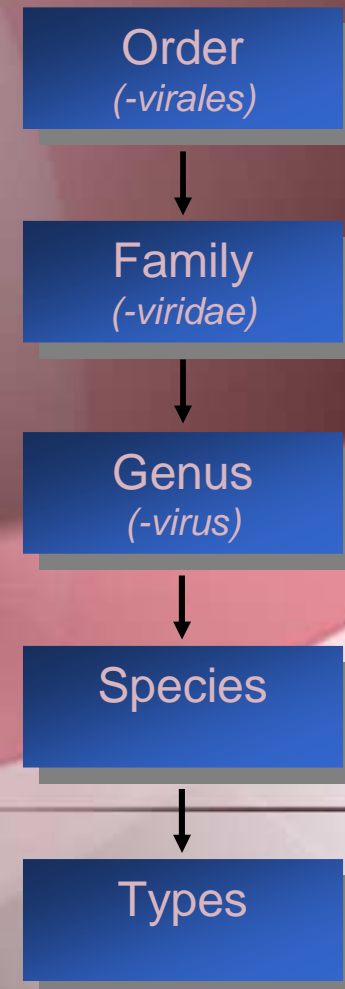 Order
(-virales)
Family
(-viridae)
Genus
(-virus)
Species
Types